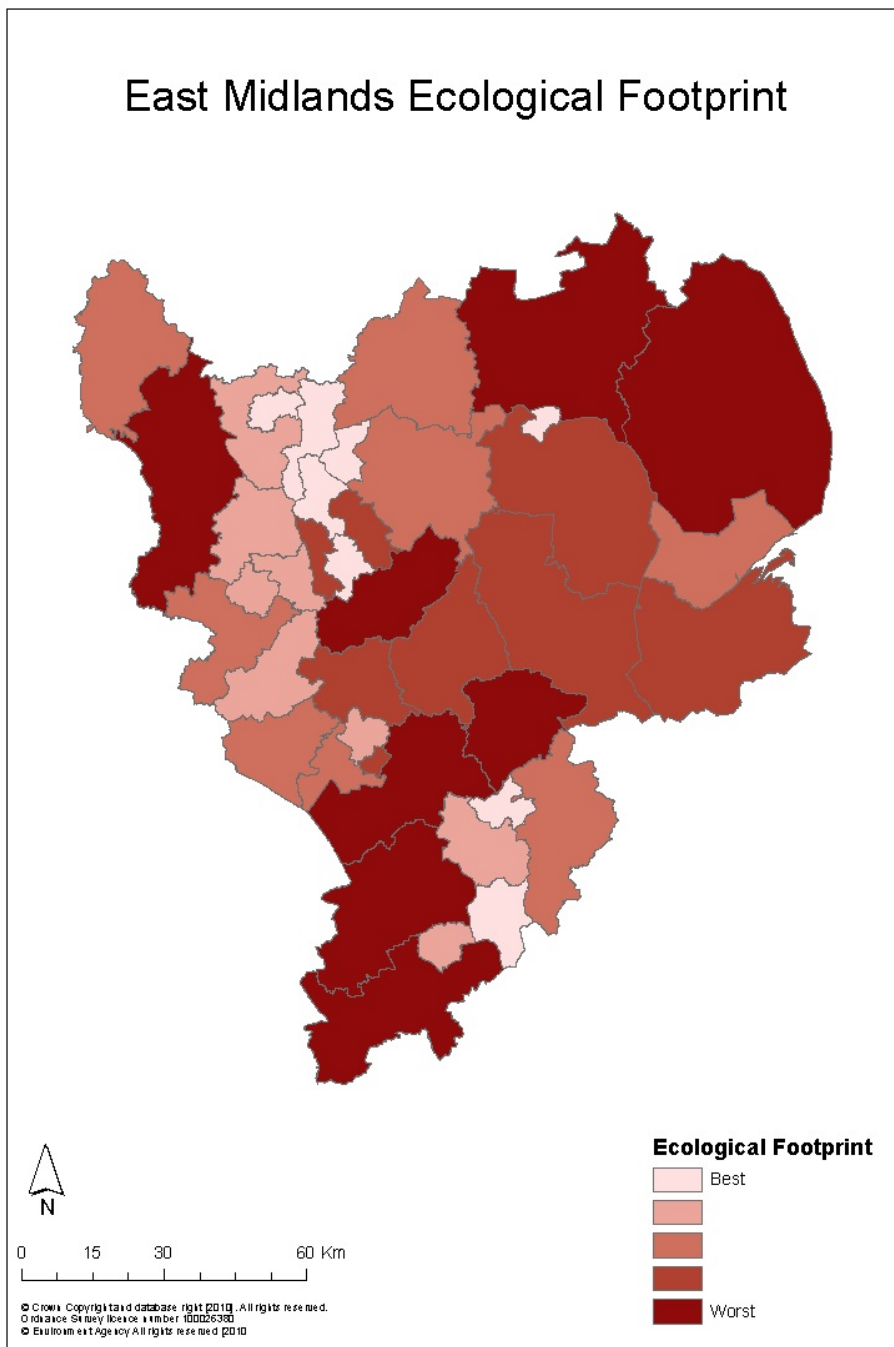 East Midlands Ecological Footprint
Ecological Footprint
Best
Worst
N
0 15 30 60 Km
© Crown Copyright and database right [2010]. All rights reserved.
Ordnance Survey licence number 100026380
© Environment Agency All rights reserved [2010